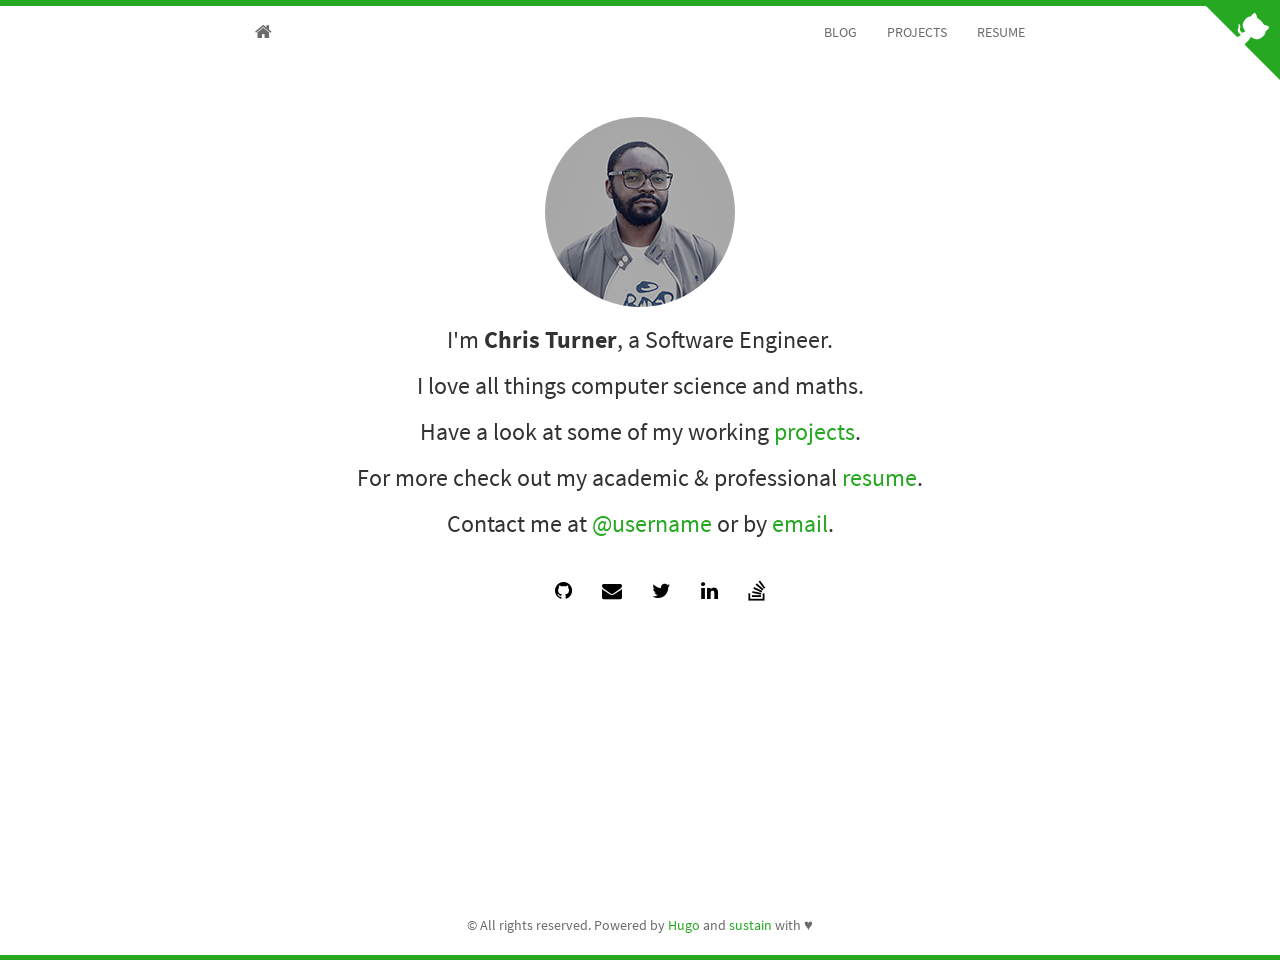 BLOG PROJECTS RESUME
I'm Chris Turner, a Software Engineer.
I love all things computer science and maths.
Have a look at some of my working projects.
For more check out my academic & professional resume.
Contact me at @username or by email.
© All rights reserved. Powered by Hugo and sustain with ♥